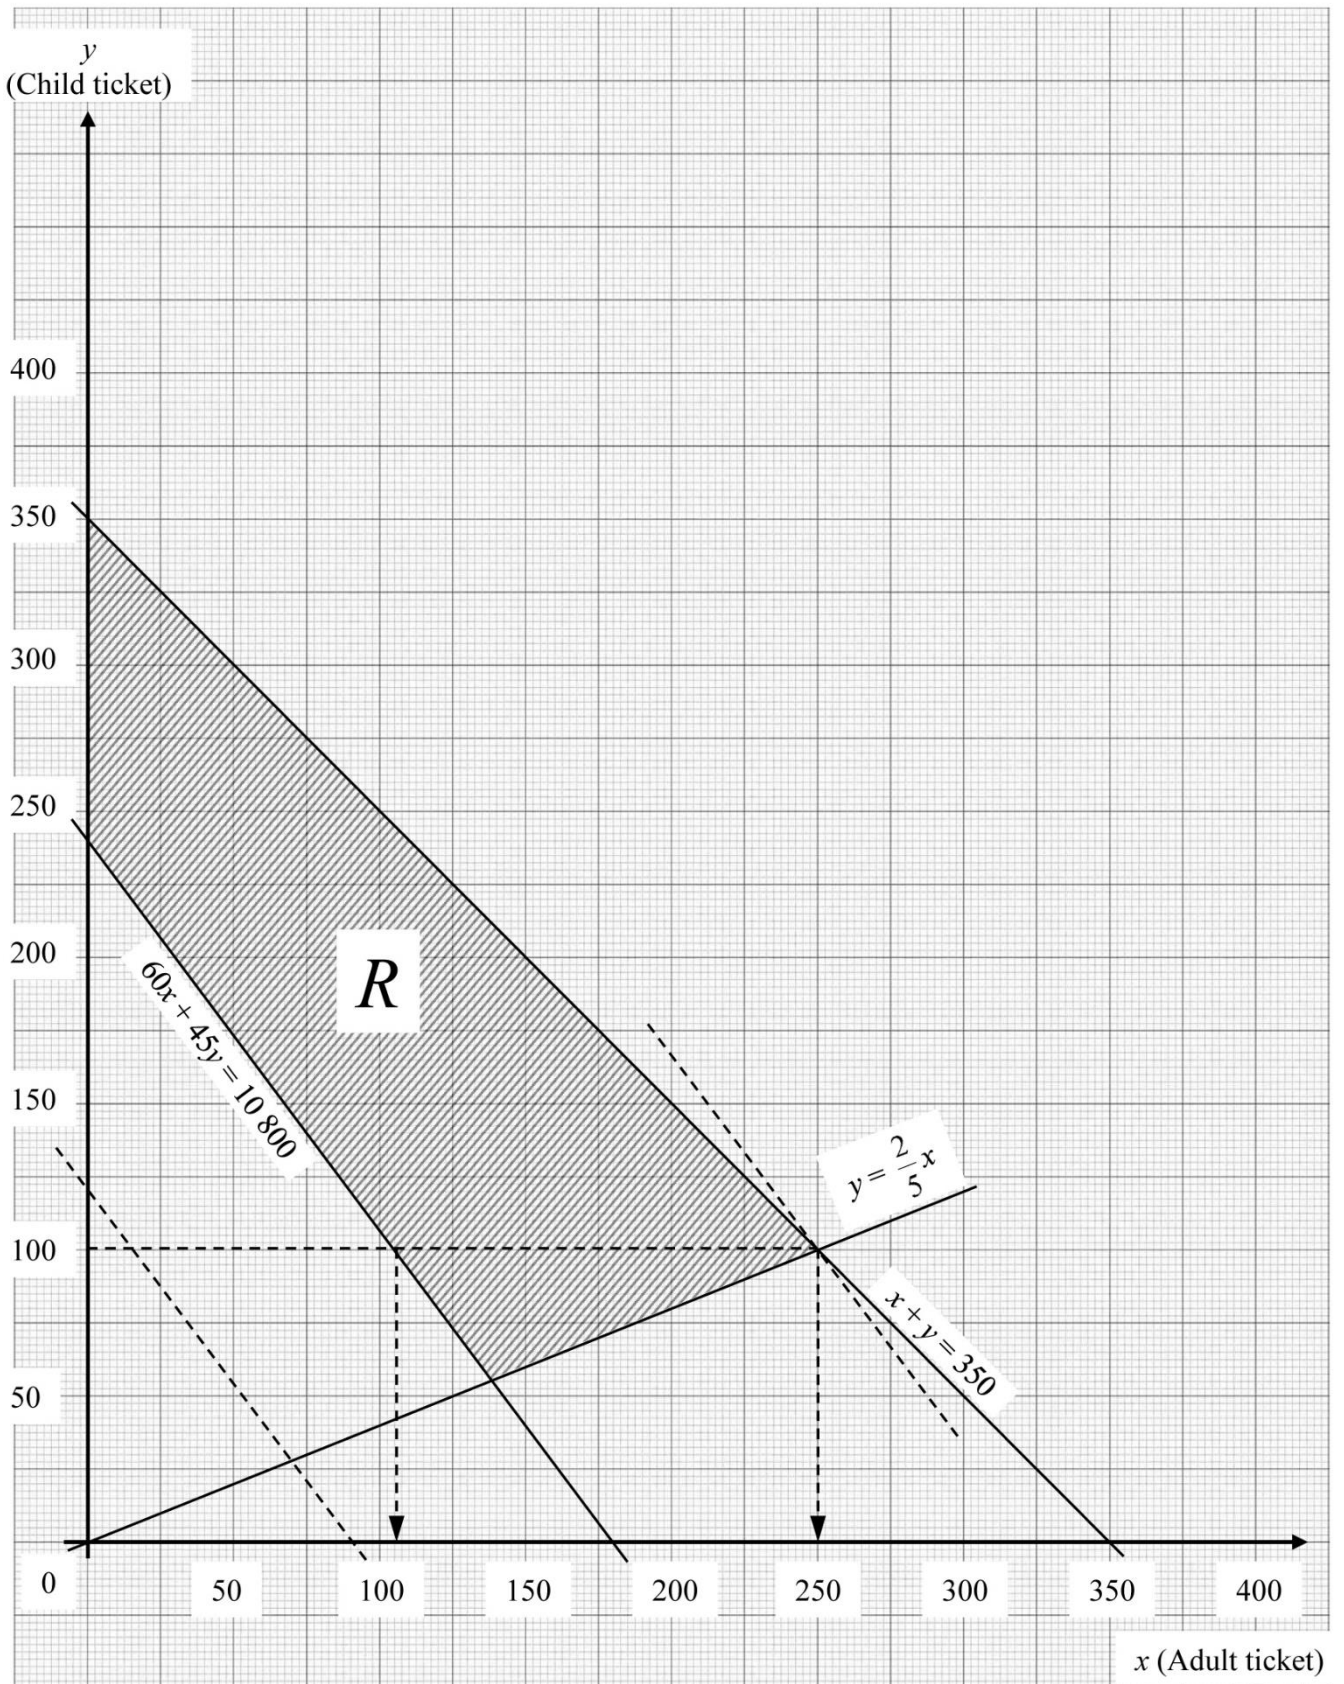 y
(Child ticket)
400
350
300
250
200
R
60x + 45y = 10 800
150
y = \frac{2}{5}x
100
x + y = 350
50
0
50 100 150 200 250 300 350 400
x (Adult ticket)